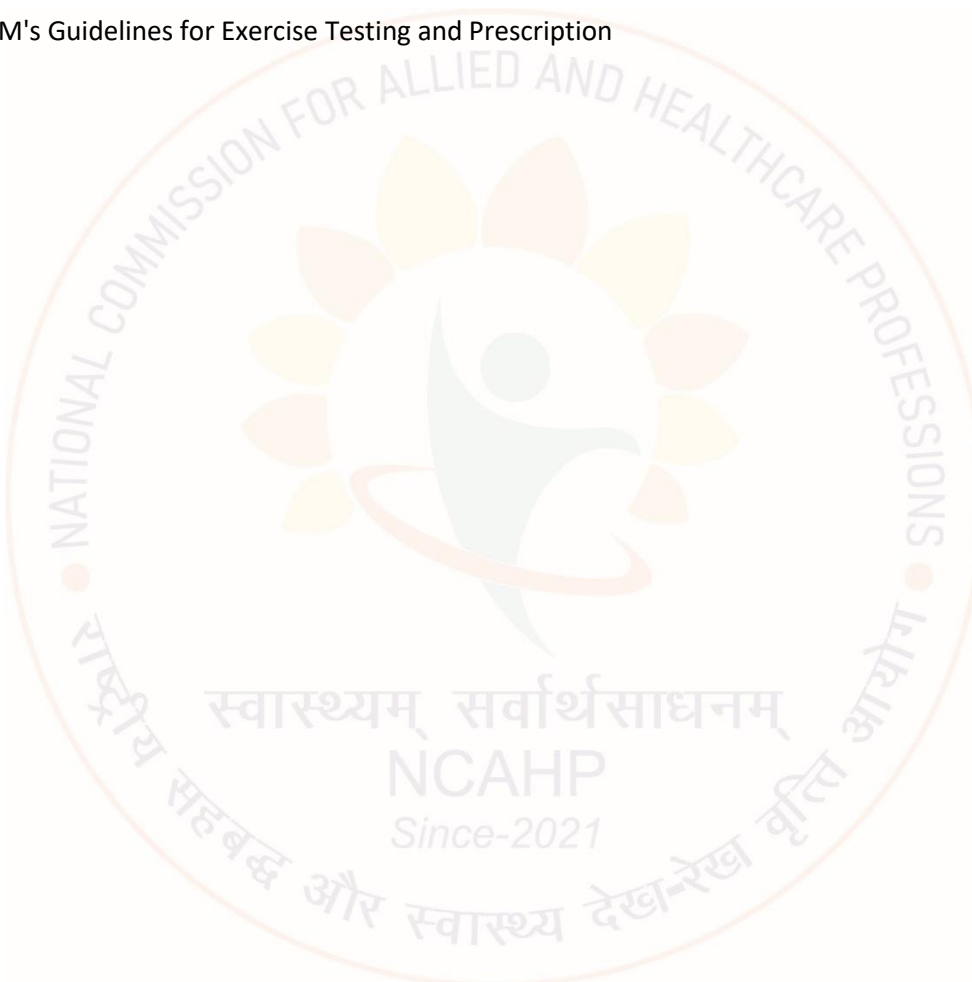 M's Guidelines for Exercise Testing and Prescription
NATIONAL COMMISSION FOR ALLIED AND HEALTHCARE PROFESSIONS
स्वास्थ्यम् सर्वार्थसाधनम्
NCAHP
Since-2021
राष्ट्रीय सहबद्ध और स्वास्थ्य देख-रेख वृत्ति आयोग